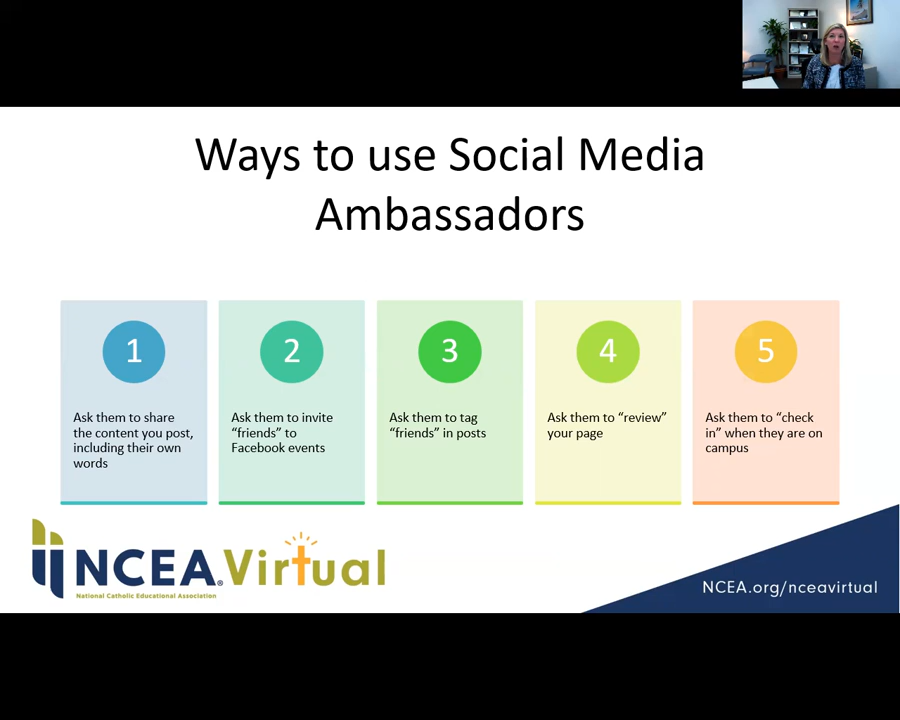 Ways to use Social Media
Ambassadors
1
Ask them to share
the content you post,
including their own
words
2
Ask them to invite
“friends” to
Facebook events
3
Ask them to tag
“friends” in posts
4
Ask them to “review”
your page
5
Ask them to “check
in” when they are on
campus
NCEA® Virtual
National Catholic Educational Association
NCEA.org/nceavirtual